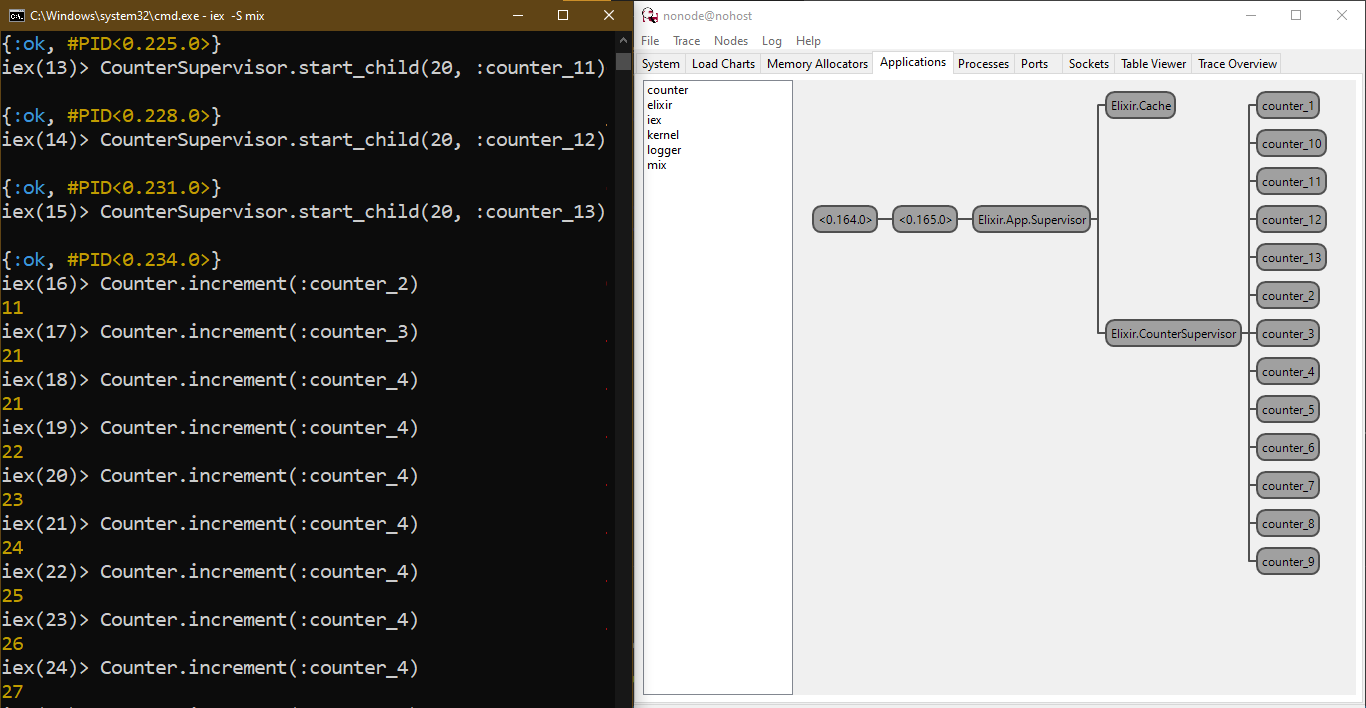 C:\Windows\system32\cmd.exe - iex -S mix
{:ok, #PID<0.225.0>}
iex(13)> CounterSupervisor.start_child(20, :counter_11)
{:ok, #PID<0.228.0>}
iex(14)> CounterSupervisor.start_child(20, :counter_12)
{:ok, #PID<0.231.0>}
iex(15)> CounterSupervisor.start_child(20, :counter_13)
{:ok, #PID<0.234.0>}
iex(16)> Counter.increment(:counter_2)
11
iex(17)> Counter.increment(:counter_3)
21
iex(18)> Counter.increment(:counter_4)
21
iex(19)> Counter.increment(:counter_4)
22
iex(20)> Counter.increment(:counter_4)
23
iex(21)> Counter.increment(:counter_4)
24
iex(22)> Counter.increment(:counter_4)
25
iex(23)> Counter.increment(:counter_4)
26
iex(24)> Counter.increment(:counter_4)
27
nonode@nohost
File Trace Nodes Log Help
System Load Charts Memory Allocators Applications Processes Ports Sockets Table Viewer Trace Overview
counter
elixir
iex
kernel
logger
mix
<0.164.0>
<0.165.0>
Elixir.App.Supervisor
Elixir.Cache
Elixir.CounterSupervisor
counter_1
counter_10
counter_11
counter_12
counter_13
counter_2
counter_3
counter_4
counter_5
counter_6
counter_7
counter_8
counter_9